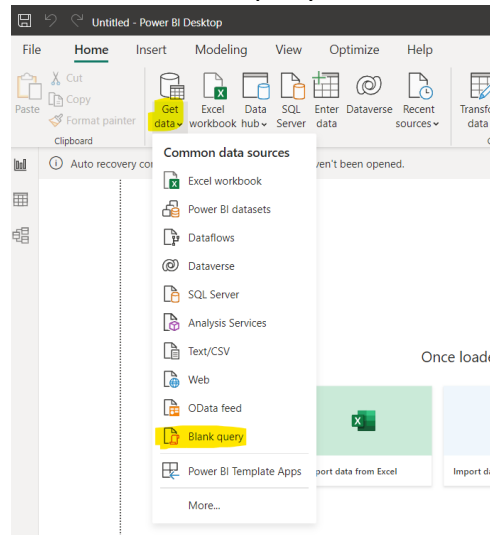 Untitled - Power BI Desktop
File Home Insert Modeling View Optimize Help
Paste
Cut
Copy
Format painter
Clipboard
Get data
Excel workbook
Data hub
SQL Server
Enter data
Dataverse
Recent sources
data
Auto recovery
ven't been opened.
Common data sources
Excel workbook
Power BI datasets
Dataflows
Dataverse
SQL Server
Analysis Services
Text/CSV
Web
OData feed
Blank query
Power BI Template Apps
More...
Once
port data from Excel
Import